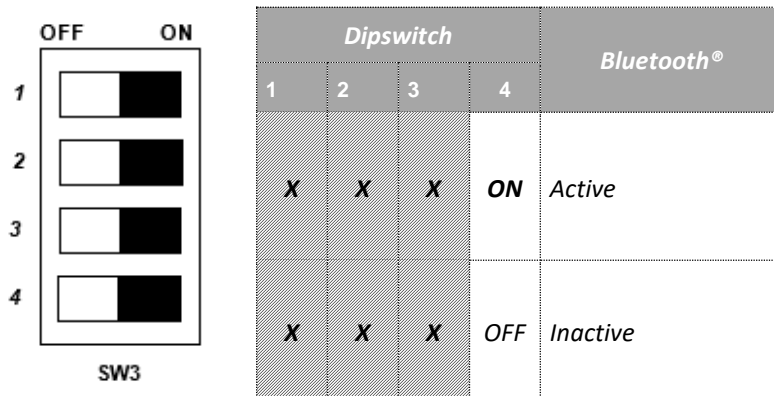 OFF ON
1
2
3
4
SW3
Dipswitch Bluetooth®
1 2 3 4
X X X ON Active
X X X OFF Inactive